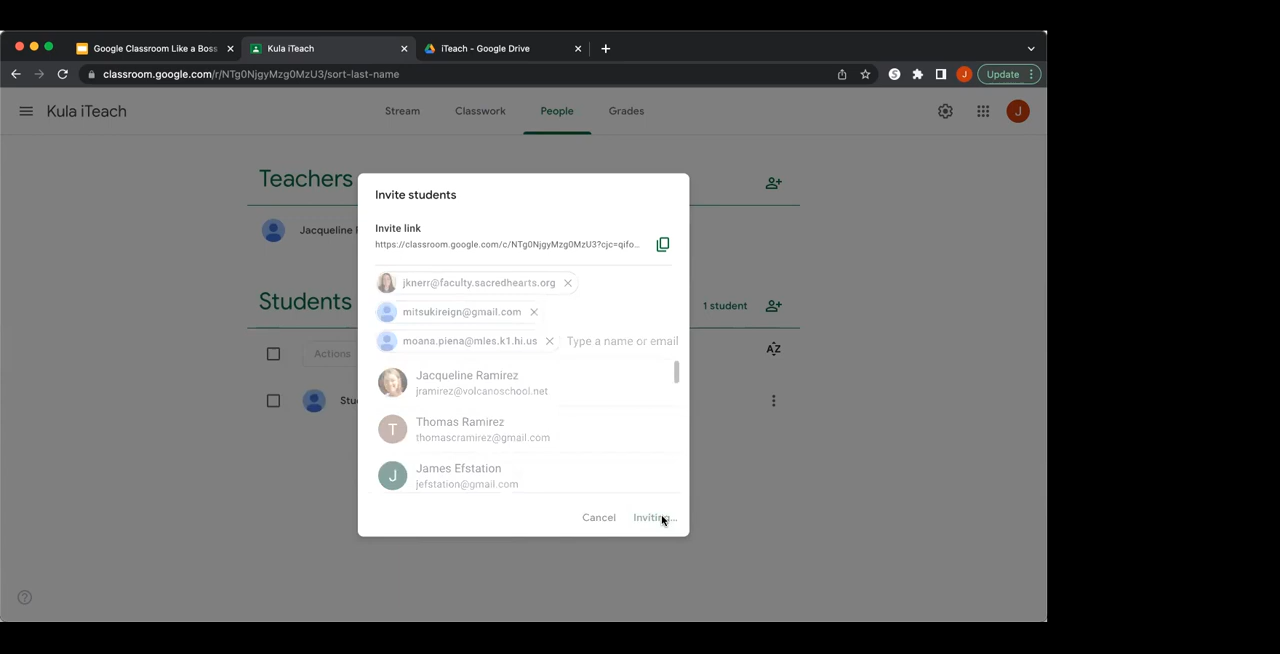 Google Classroom Like a Boss
Kula iTeach
iTeach - Google Drive
classroom.google.com/r/NTg0NjgyMzg0MzU3/sort-last-name
S
J
Update
Kula iTeach
Stream
Classwork
People
Grades
J
Teachers
Jacqueline
Invite students
Invite link
https://classroom.google.com/c/NTg0NjgyMzg0MzU3?cjc=qifo...
jknerr@faculty.sacredhearts.org
mitsukireign@gmail.com
moana.piena@mles.k1.hi.us
Type a name or email
Jacqueline Ramirez
jramirez@volcanoschool.net
T
Thomas Ramirez
thomascramirez@gmail.com
J
James Efstation
jefstation@gmail.com
Cancel
Inviting...
Students
1 student
Actions
AZ
Stu